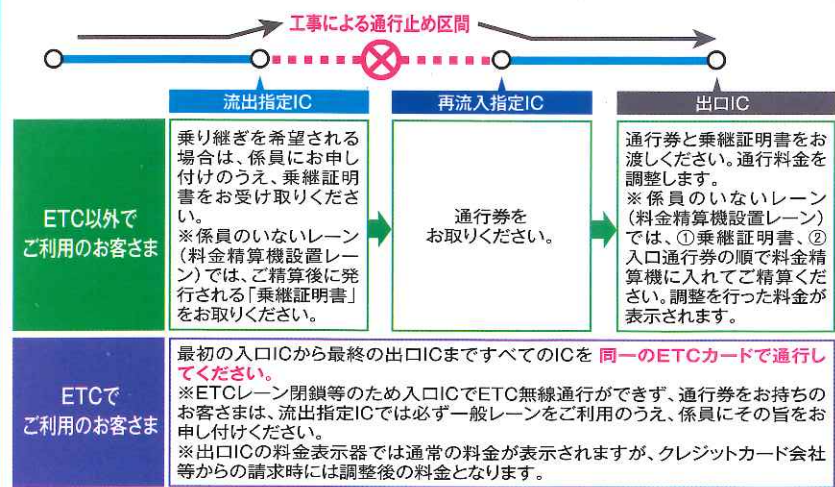 工事による通行止め区間
流出指定IC
再流入指定IC
出口IC
ETC以外で
ご利用のお客さま
乗り継ぎを希望される
場合は、係員にお申し
付けのうえ、乗継証明
書をお受け取りくださ
い。
※係員のいないレーン
(料金精算機設置レー
ン)では、ご精算後に発
行される「乗継証明書」
をお取りください。
通行券を
お取りください。
通行券と乗継証明書をお
渡しください。通行料金を
調整します。
※係員のいないレーン
(料金精算機設置レーン)
では、①乗継証明書、②
入口通行券の順で料金精
算機に入れてご精算くだ
さい。調整を行った料金が
表示されます。
ETCで
ご利用のお客さま
最初の入口ICから最終の出口ICまですべてのICを 同一のETCカードで通行し
てください。
※ETCレーン閉鎖等のため入口ICでETC無線通行ができず、通行券をお持ちの
お客さまは、流出指定ICでは必ず一般レーンをご利用のうえ、係員にその旨をお
申し付けください。
※出口ICの料金表示器では通常の料金が表示されますが、クレジットカード会社
等からの請求時には調整後の料金となります。